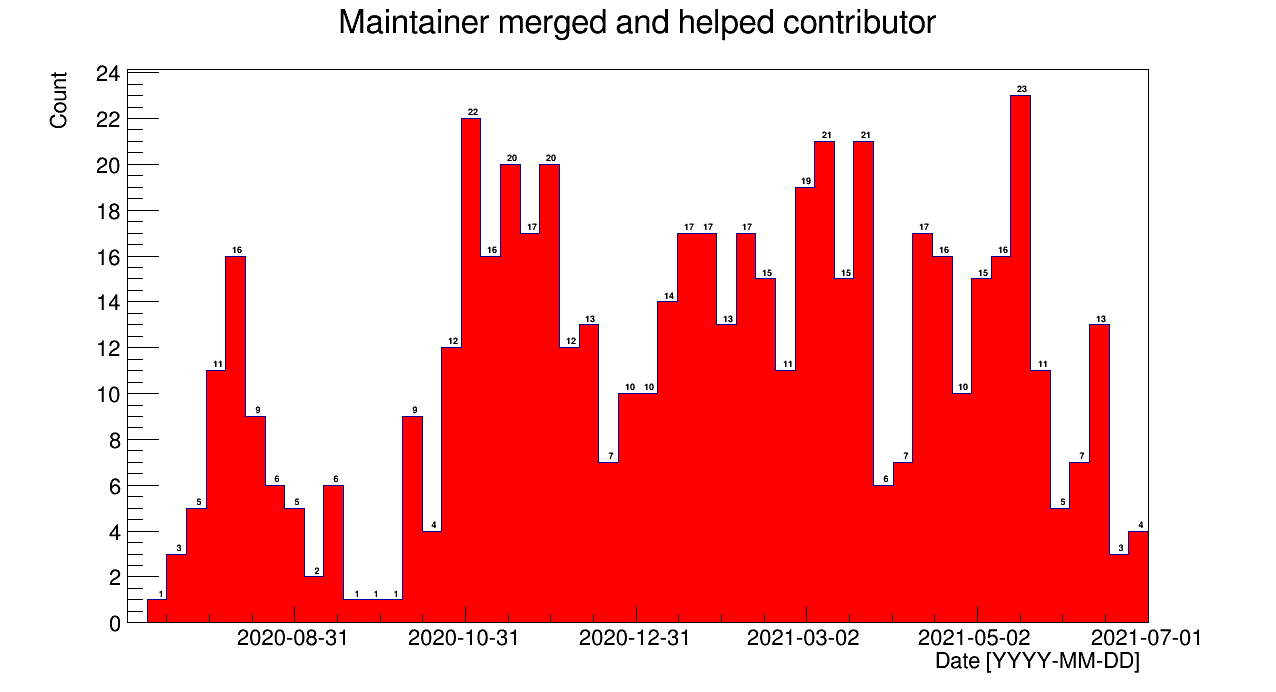 Maintainer merged and helped contributor
Count
24
22
20
18
16
14
12
10
8
6
4
2
0
1 3 5 11 16 9 6 5 2 6 1 1 1 9 4 12 22 16 20 17 20 12 13 7 10 10 14 17 17 13 17 15 11 19 21 15 21 6 7 17 16 10 15 16 23 11 5 7 13 3 4
2020-08-31 2020-10-31 2020-12-31 2021-03-02 2021-05-02 2021-07-01
Date [YYYY-MM-DD]